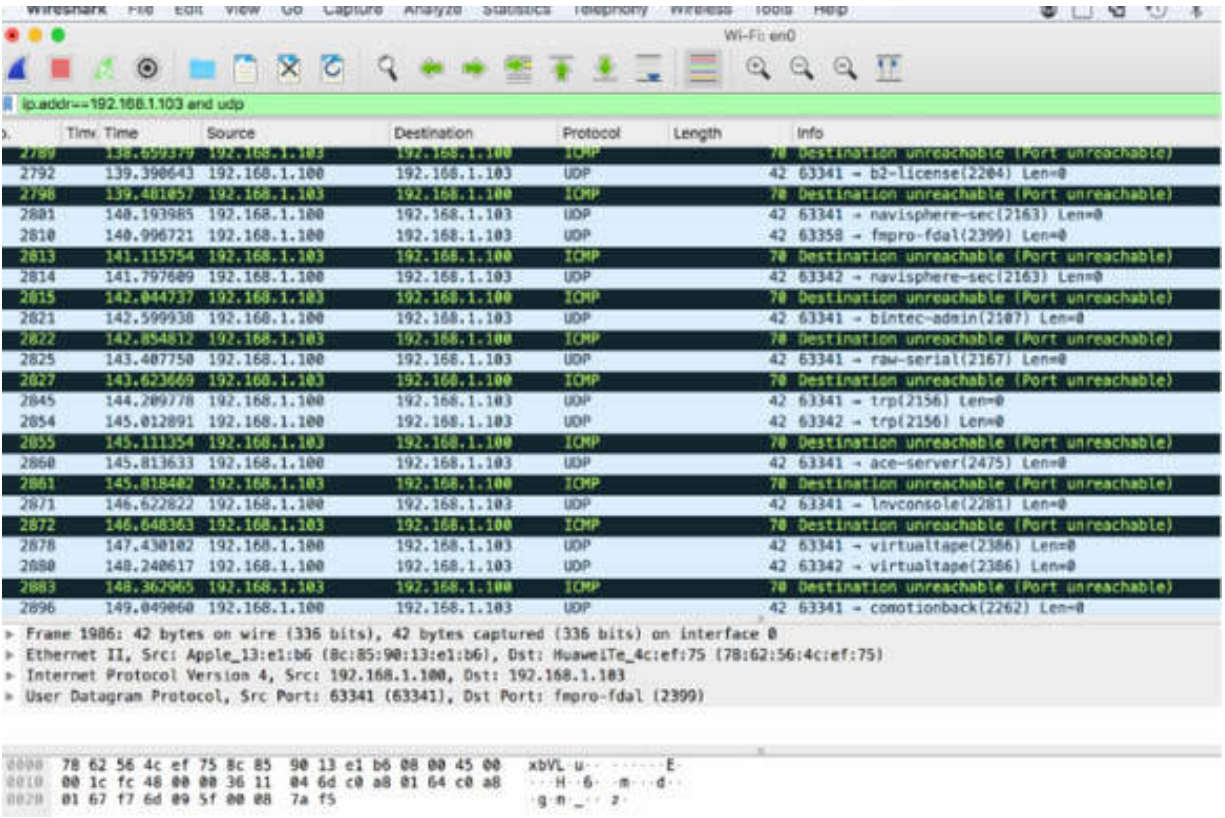 Wireshark File Edit View Go Capture Analyze Statistics Telephony Wireless Tools Help
Wi-Fi: en0
ip.addr==192.168.1.103 and udp
Time Source Destination Protocol Length Info
2789 138.659379 192.168.1.103 192.168.1.100 ICMP 70 Destination unreachable (Port unreachable)
2792 139.390643 192.168.1.100 192.168.1.103 UDP 42 63341 → b2-license(2204) Len=0
2798 139.481057 192.168.1.103 192.168.1.100 ICMP 70 Destination unreachable (Port unreachable)
2801 140.193985 192.168.1.100 192.168.1.103 UDP 42 63341 → navisphere-sec(2163) Len=0
2810 140.996721 192.168.1.100 192.168.1.103 UDP 42 63358 → fmpro-fdal(2399) Len=0
2813 141.115754 192.168.1.103 192.168.1.100 ICMP 70 Destination unreachable (Port unreachable)
2814 141.797609 192.168.1.100 192.168.1.103 UDP 42 63342 → navisphere-sec(2163) Len=0
2815 142.044737 192.168.1.103 192.168.1.100 ICMP 70 Destination unreachable (Port unreachable)
2821 142.599938 192.168.1.100 192.168.1.103 UDP 42 63341 → bintec-admin(2107) Len=0
2822 142.854812 192.168.1.103 192.168.1.100 ICMP 70 Destination unreachable (Port unreachable)
2825 143.407750 192.168.1.100 192.168.1.103 UDP 42 63341 → raw-serial(2167) Len=0
2827 143.623669 192.168.1.103 192.168.1.100 ICMP 70 Destination unreachable (Port unreachable)
2845 144.209778 192.168.1.100 192.168.1.103 UDP 42 63341 → trp(2156) Len=0
2854 145.012891 192.168.1.100 192.168.1.103 UDP 42 63342 → trp(2156) Len=0
2855 145.111354 192.168.1.103 192.168.1.100 ICMP 70 Destination unreachable (Port unreachable)
2860 145.813633 192.168.1.100 192.168.1.103 UDP 42 63341 → ace-server(2475) Len=0
2861 145.818402 192.168.1.103 192.168.1.100 ICMP 70 Destination unreachable (Port unreachable)
2871 146.622822 192.168.1.100 192.168.1.103 UDP 42 63341 → lnvconsole(2281) Len=0
2872 146.648363 192.168.1.103 192.168.1.100 ICMP 70 Destination unreachable (Port unreachable)
2878 147.430102 192.168.1.100 192.168.1.103 UDP 42 63341 → virtualtape(2386) Len=0
2880 148.240617 192.168.1.100 192.168.1.103 UDP 42 63342 → virtualtape(2386) Len=0
2883 148.362965 192.168.1.103 192.168.1.100 ICMP 70 Destination unreachable (Port unreachable)
2896 149.049060 192.168.1.100 192.168.1.103 UDP 42 63341 → comotionback(2262) Len=0
Frame 1986: 42 bytes on wire (336 bits), 42 bytes captured (336 bits) on interface 0
Ethernet II, Src: Apple_13:e1:b6 (8c:85:90:13:e1:b6), Dst: HuaweiTe_4c:ef:75 (78:62:56:4c:ef:75)
Internet Protocol Version 4, Src: 192.168.1.100, Dst: 192.168.1.103
User Datagram Protocol, Src Port: 63341 (63341), Dst Port: fmpro-fdal (2399)
0000 78 62 56 4c ef 75 8c 85 90 13 e1 b6 08 00 45 00 xbVL·u·· ······E·
0010 00 1c fc 48 00 00 36 11 04 6d c0 a8 01 64 c0 a8 ···H··6· ·m···d··
0020 01 67 f7 6d 09 5f 00 08 7a f5 ·g·m·_·· z·